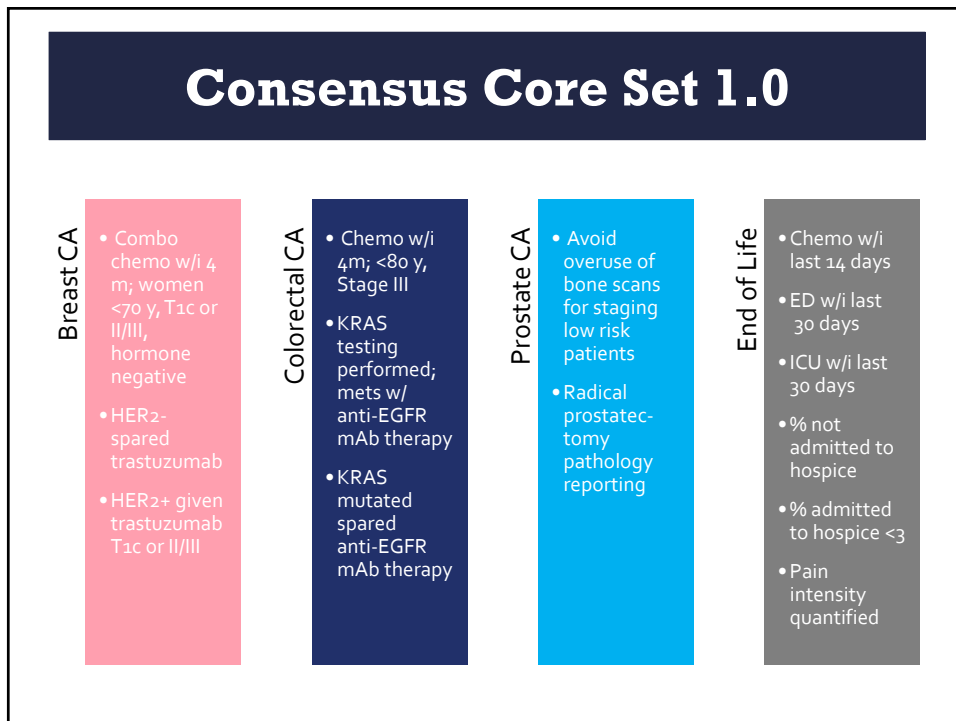 Consensus Core Set 1.0
Breast CA
• Combo
chemo w/i 4
m; women
<70 y, T1c or
II/III,
hormone
negative
• HER2-
spared
trastuzumab
• HER2+ given
trastuzumab
T1c or II/III
Colorectal CA
• Chemo w/i
4m; <80 y,
Stage III
• KRAS
testing
performed;
mets w/
anti-EGFR
mAb therapy
• KRAS
mutated
spared
anti-EGFR
mAb therapy
Prostate CA
• Avoid
overuse of
bone scans
for staging
low risk
patients
• Radical
prostatec-
tomy
pathology
reporting
End of Life
• Chemo w/i
last 14 days
• ED w/i last
30 days
• ICU w/i last
30 days
• % not
admitted to
hospice
• % admitted
to hospice <3
• Pain
intensity
quantified